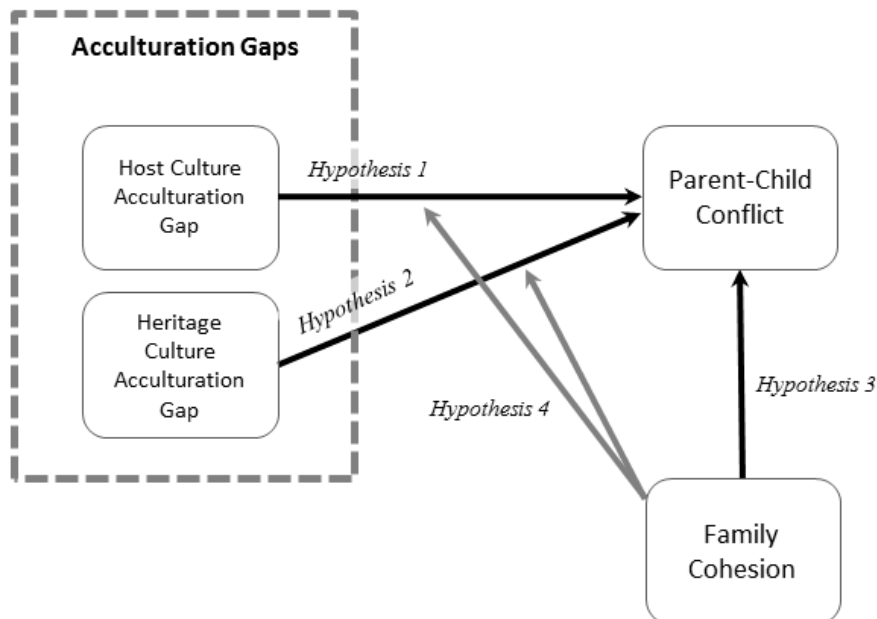 Acculturation Gaps
Host Culture
Acculturation
Gap
Hypothesis 1
Parent-Child
Conflict
Heritage
Culture
Acculturation
Gap
Hypothesis 2
Hypothesis 4
Hypothesis 3
Family
Cohesion